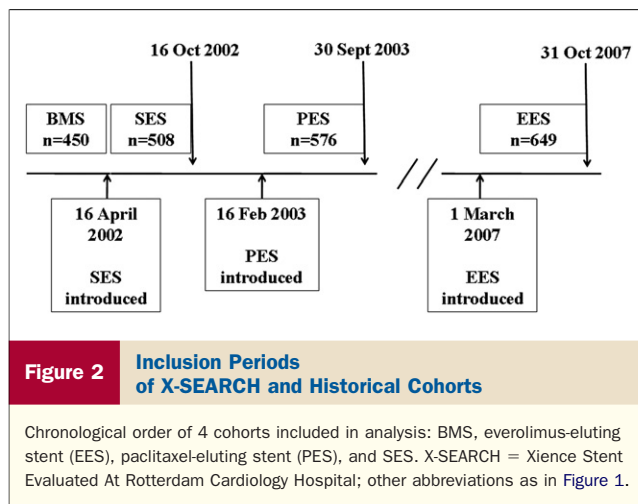 16 Oct 2002
30 Sept 2003
31 Oct 2007
BMS
n=450
SES
n=508
PES
n=576
EES
n=649
16 April
2002
SES
introduced
16 Feb 2003
PES
introduced
1 March
2007
EES
introduced
Figure 2
Inclusion Periods
of X-SEARCH and Historical Cohorts
Chronological order of 4 cohorts included in analysis: BMS, everolimus-eluting
stent (EES), paclitaxel-eluting stent (PES), and SES. X-SEARCH = Xience Stent
Evaluated At Rotterdam Cardiology Hospital; other abbreviations as in Figure 1.